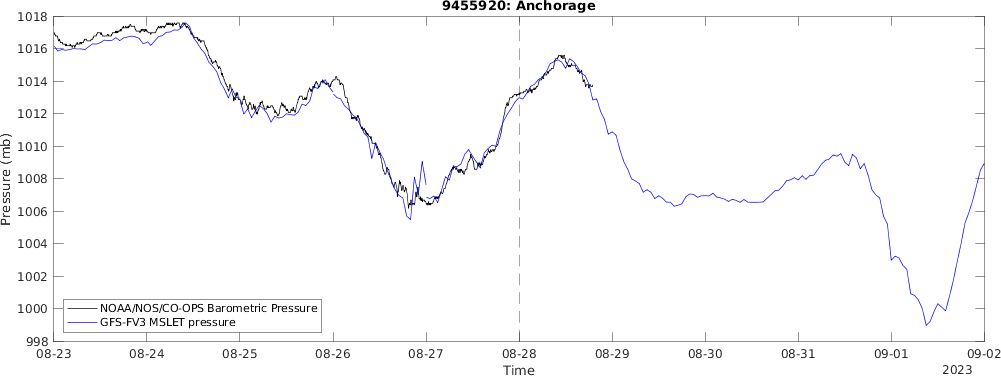 9455920: Anchorage
1018
1016
1014
1012
1010
1008
1006
1004
1002
1000
998
Pressure (mb)
NOAA/NOS/CO-OPS Barometric Pressure
GFS-FV3 MSLET pressure
08-23 08-24 08-25 08-26 08-27 08-28 08-29 08-30 08-31 09-01 09-02
Time
2023